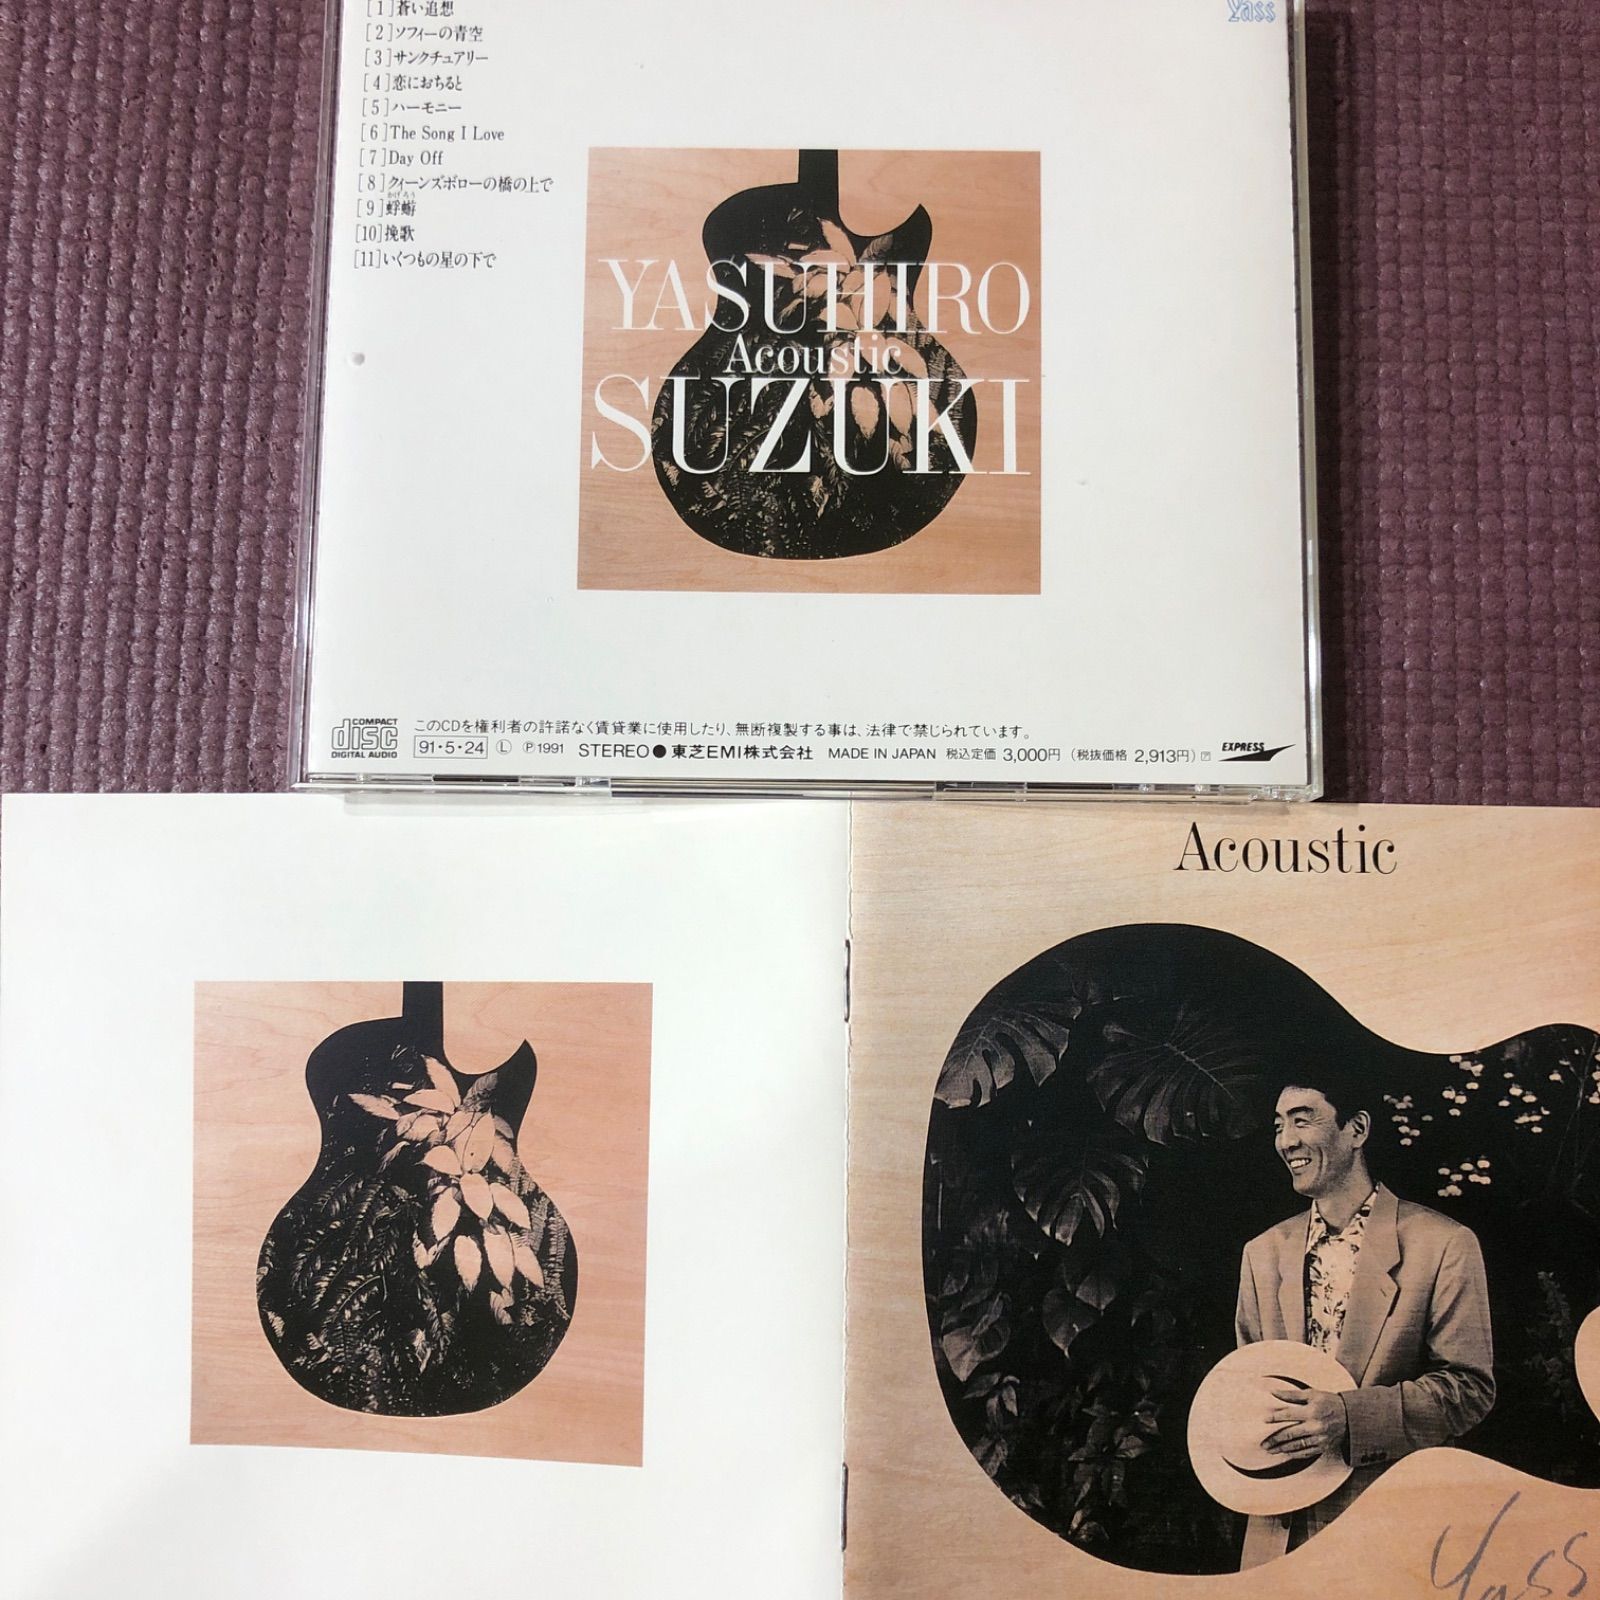 [1]蒼い追想
[2]ソフィーの青空
[3]サンクチュアリー
[4]恋におちると
[5]ハーモニー
[6]The Song I Love
[7]Day Off
[8]クィーンズボローの橋の上で
かげろう
[9]蜉蝣
[10]挽歌
[11]いくつもの星の下で
Yass
YASUHIRO
Acoustic
SUZUKI
COMPACT
disc
DIGITAL AUDIO
このCDを権利者の許諾なく賃貸業に使用したり、無断複製する事は、法律で禁じられています。
91・5・24 Ⓛ Ⓟ1991 STEREO●東芝EMI株式会社 MADE IN JAPAN 税込定価 3,000円 (税抜価格 2,913円)
EXPRESS
Acoustic
Yass